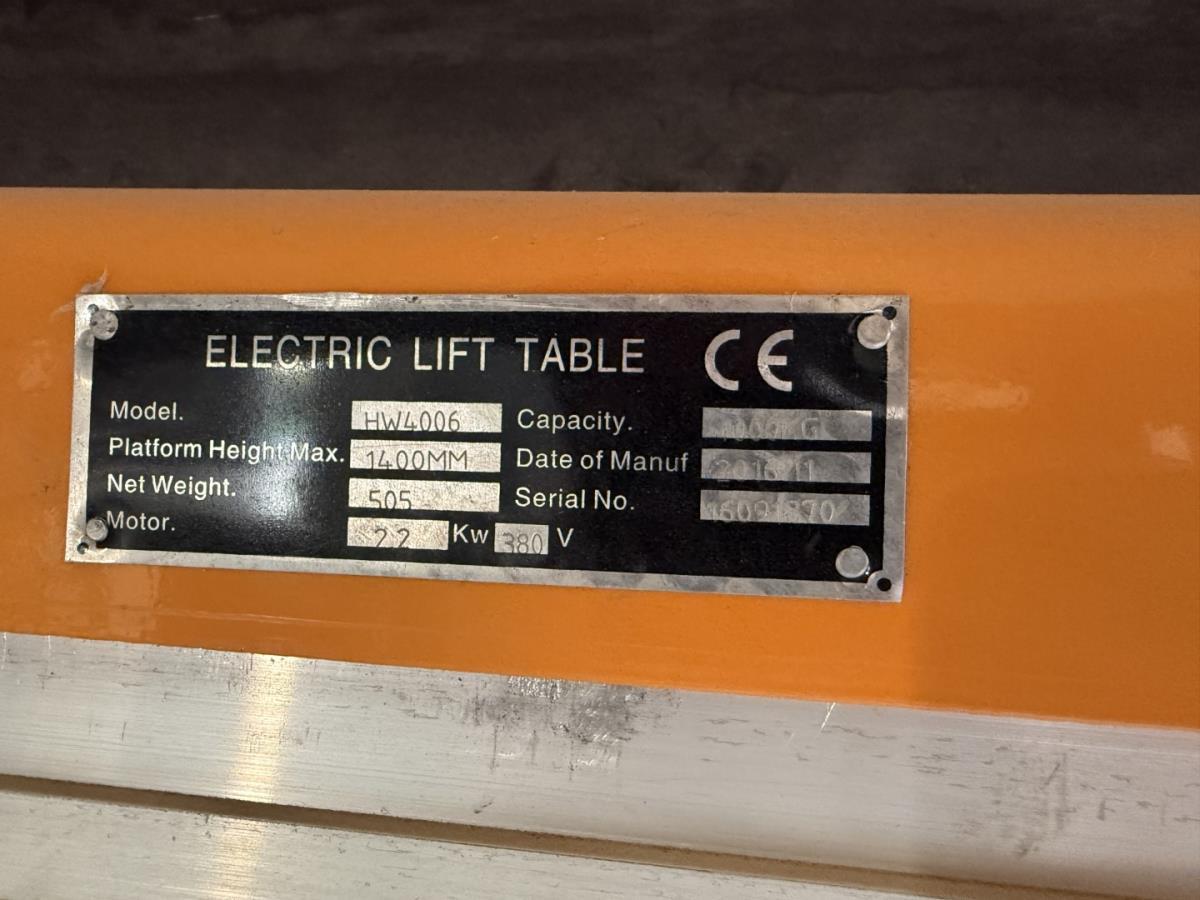 ELECTRIC LIFT TABLE CE
Model. HW4006 Capacity.
Platform Height Max. 1400MM Date of Manuf
Net Weight. 505 Serial No.
Motor. 2.2 Kw 380 V